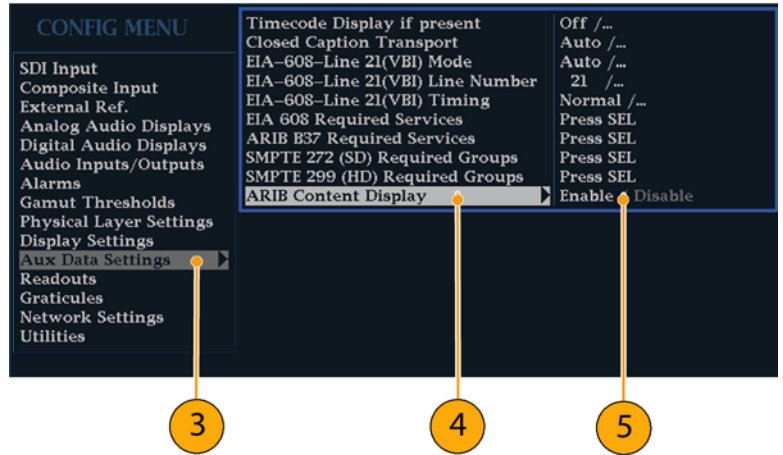 CONFIG MENU
SDI Input
Composite Input
External Ref.
Analog Audio Displays
Digital Audio Displays
Audio Inputs/Outputs
Alarms
Gamut Thresholds
Physical Layer Settings
Display Settings
Aux Data Settings
Readouts
Graticules
Network Settings
Utilities
Timecode Display if present Off /...
Closed Caption Transport Auto /...
EIA-608-Line 21(VBI) Mode Auto /...
EIA-608-Line 21(VBI) Line Number 21 /...
EIA-608-Line 21(VBI) Timing Normal /...
EIA 608 Required Services Press SEL
ARIB B37 Required Services Press SEL
SMPTE 272 (SD) Required Groups Press SEL
SMPTE 299 (HD) Required Groups Press SEL
ARIB Content Display Enable / Disable
3 4 5